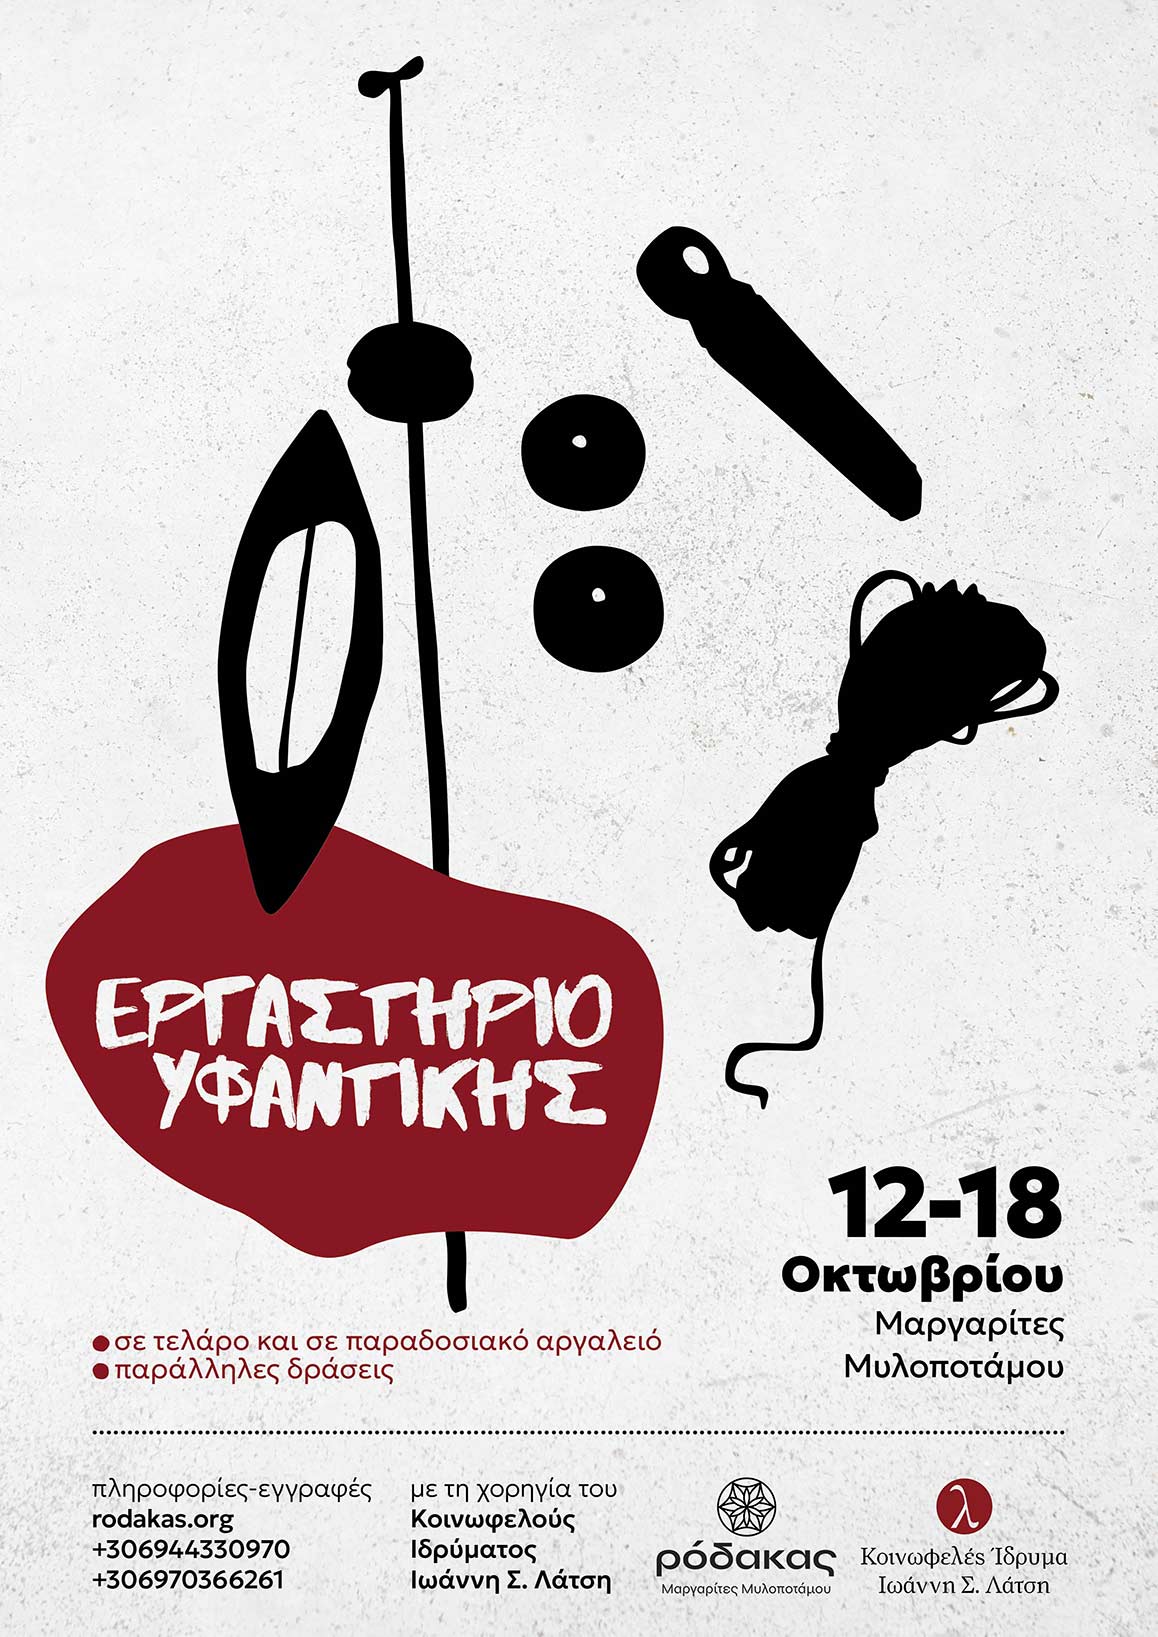 ΕΡΓΑΣΤΗΡΙΟ
ΥΦΑΝΤΙΚΗΣ
12-18
Οκτωβρίου
Μαργαρίτες
Μυλοποτάμου
σε τελάρο και σε παραδοσιακό αργαλειό
παράλληλες δράσεις
πληροφορίες-εγγραφές
rodakas.org
+306944330970
+306970366261
με τη χορηγία του
Κοινωφελούς
Ιδρύματος
Ιωάννη Σ. Λάτση
ρόδακας
Μαργαρίτες Μυλοποτάμου
λ
Κοινωφελές Ίδρυμα
Ιωάννη Σ. Λάτση